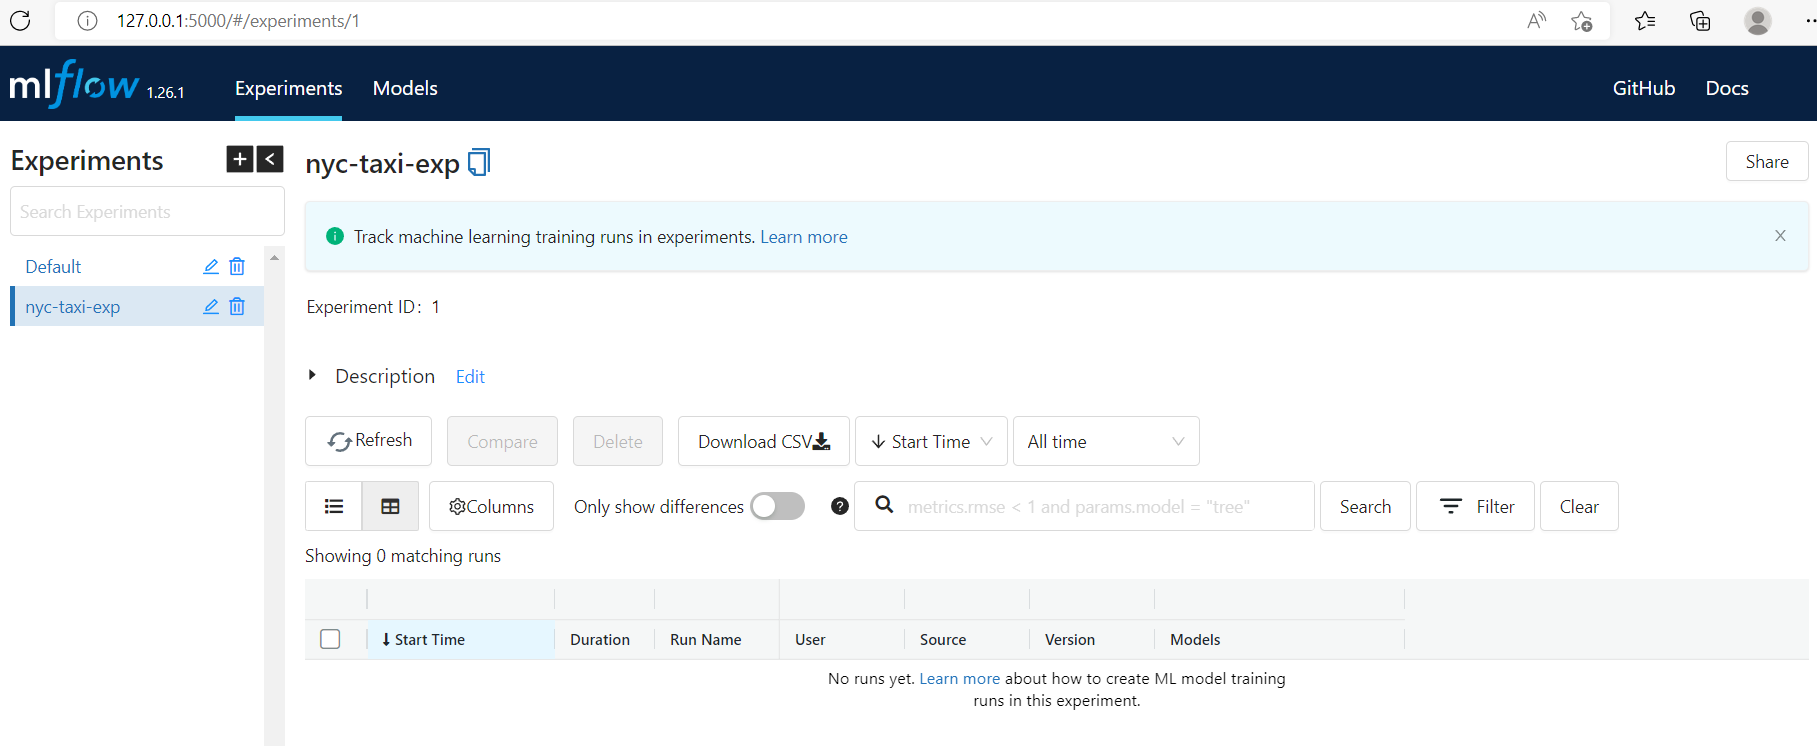 127.0.0.1:5000/#/experiments/1
mlflow 1.26.1 Experiments Models GitHub Docs
Experiments
Search Experiments
Default
nyc-taxi-exp
nyc-taxi-exp
Share
Track machine learning training runs in experiments. Learn more
Experiment ID: 1
Description Edit
Refresh Compare Delete Download CSV Start Time All time
Columns Only show differences metrics.rmse < 1 and params.model = "tree" Search Filter Clear
Showing 0 matching runs
Start Time Duration Run Name User Source Version Models
No runs yet. Learn more about how to create ML model training
runs in this experiment.